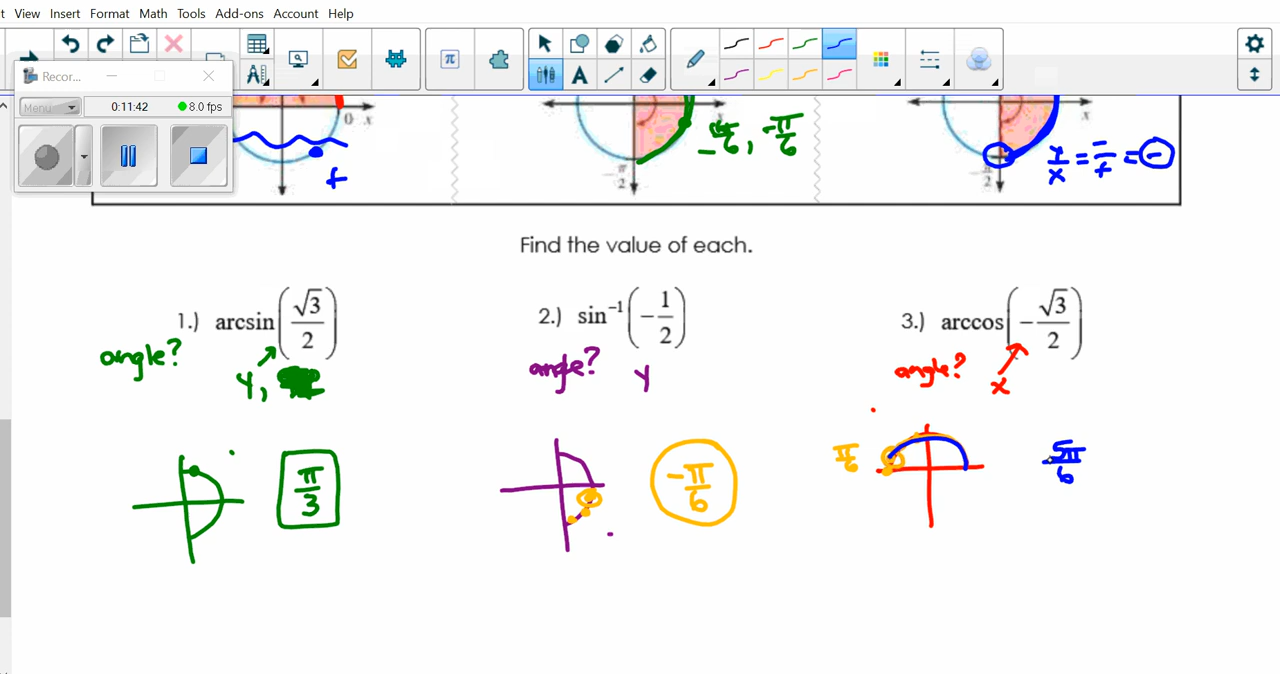 View Insert Format Math Tools Add-ons Account Help
Recor...
Menu 0:11:42 8.0 fps
0 x
x
x
-π/6, -π/6
π/2
π/2
y/x = -/+ = -
+
Find the value of each.
1.) arcsin(√3/2)
2.) sin⁻¹(-1/2)
3.) arccos(-√3/2)
angle?
y,
angle? y
angle? x
π/3
-π/6
π/6
5π/6